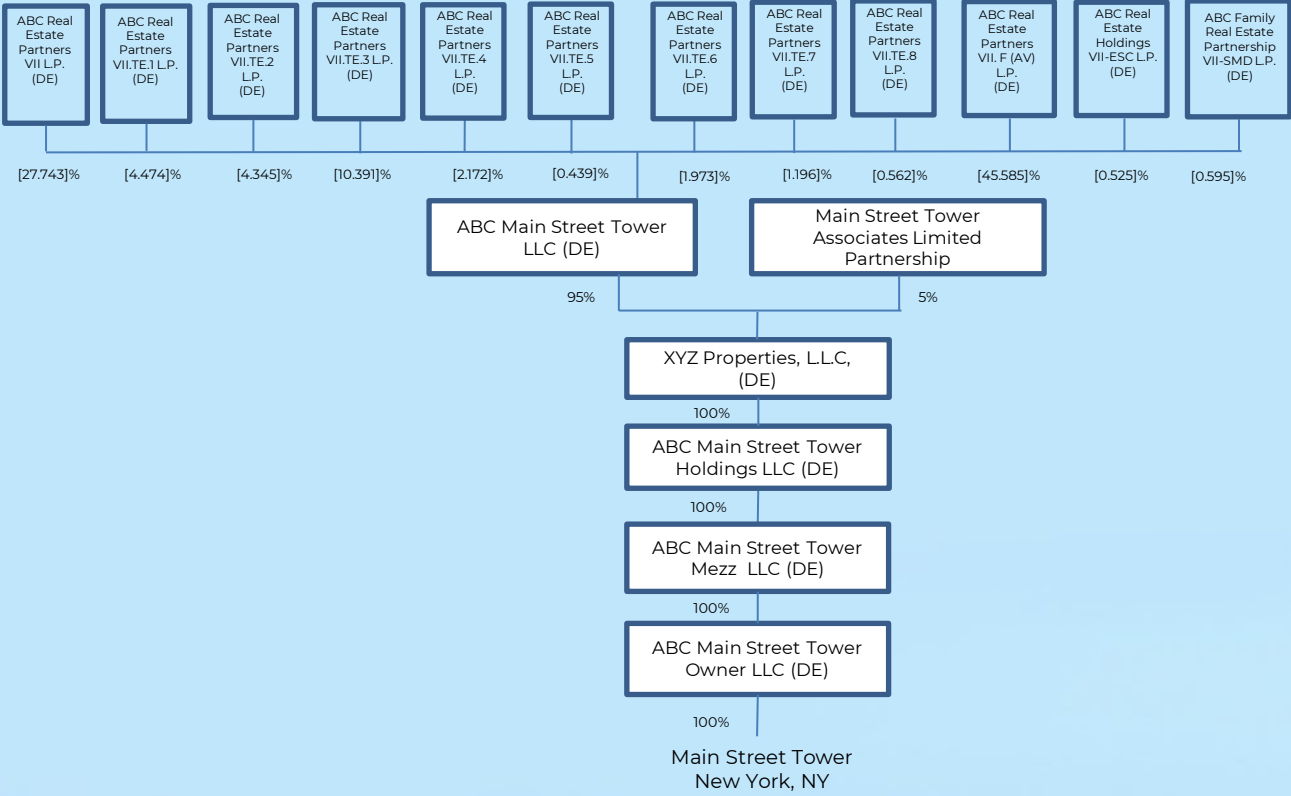 ABC Real
Estate
Partners
VII L.P.
(DE)
ABC Real
Estate
Partners
VII.TE.1 L.P.
(DE)
ABC Real
Estate
Partners
VII.TE.2
L.P.
(DE)
ABC Real
Estate
Partners
VII.TE.3 L.P.
(DE)
ABC Real
Estate
Partners
VII.TE.4
L.P.
(DE)
ABC Real
Estate
Partners
VII.TE.5
L.P.
(DE)
ABC Real
Estate
Partners
VII.TE.6
L.P.
(DE)
ABC Real
Estate
Partners
VII.TE.7
L.P.
(DE)
ABC Real
Estate
Partners
VII.TE.8
L.P.
(DE)
ABC Real
Estate
Partners
VII. F (AV)
L.P.
(DE)
ABC Real
Estate
Holdings
VII-ESC L.P.
(DE)
ABC Family
Real Estate
Partnership
VII-SMD L.P.
(DE)
[27.743]%
[4.474]%
[4.345]%
[10.391]%
[2.172]%
[0.439]%
[1.973]%
[1.196]%
[0.562]%
[45.585]%
[0.525]%
[0.595]%
ABC Main Street Tower
LLC (DE)
Main Street Tower
Associates Limited
Partnership
95%
5%
XYZ Properties, L.L.C,
(DE)
100%
ABC Main Street Tower
Holdings LLC (DE)
100%
ABC Main Street Tower
Mezz LLC (DE)
100%
ABC Main Street Tower
Owner LLC (DE)
100%
Main Street Tower
New York, NY